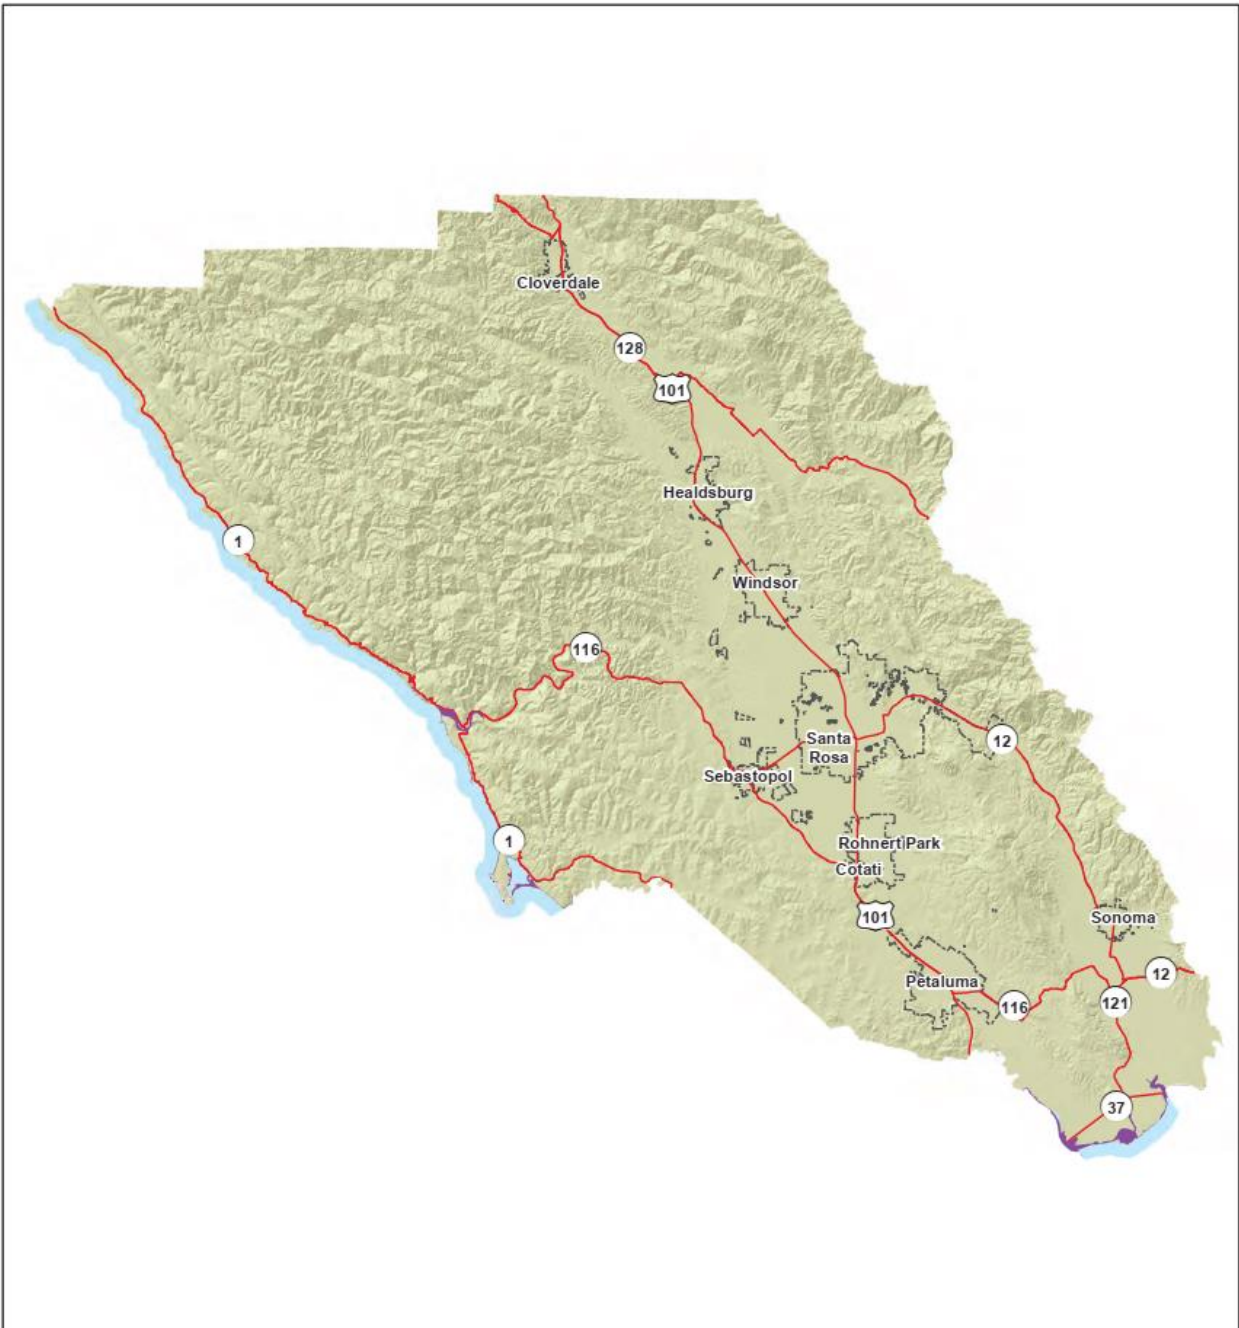 Cloverdale
128
101
Healdsburg
1
Windsor
116
Santa
Rosa
12
Sebastopol
1
Rohnert Park
Cotati
101
Sonoma
12
Petaluma
116
121
37